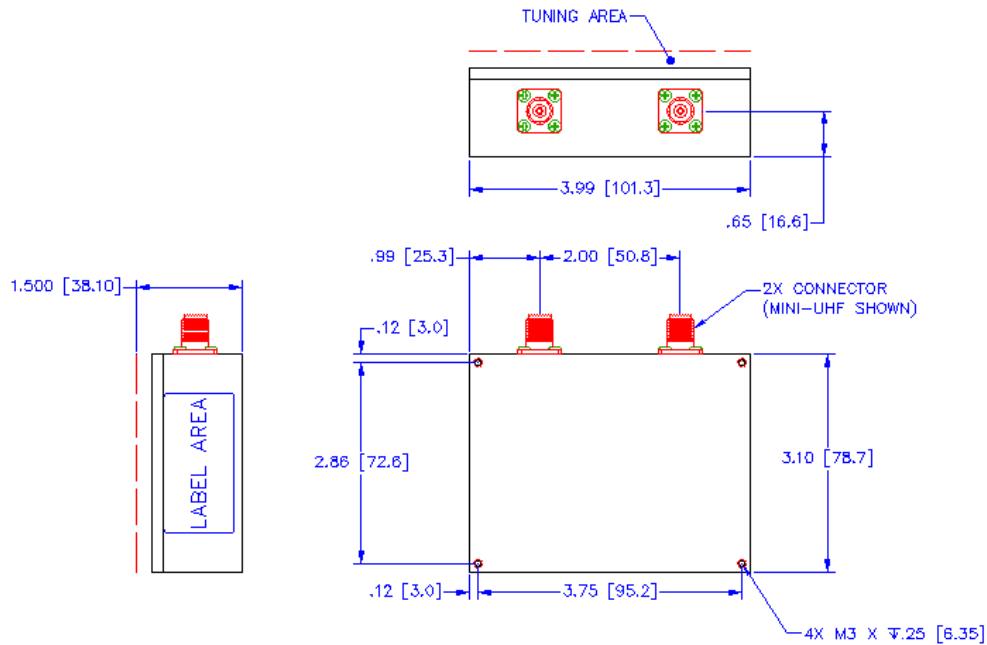 TUNING AREA
3.99 [101.3]
.65 [16.6]
.99 [25.3]
2.00 [50.8]
1.500 [38.10]
2X CONNECTOR
(MINI-UHF SHOWN)
.12 [3.0]
LABEL AREA
2.86 [72.6]
3.10 [78.7]
.12 [3.0]
3.75 [95.2]
4X M3 X ↧.25 [6.35]